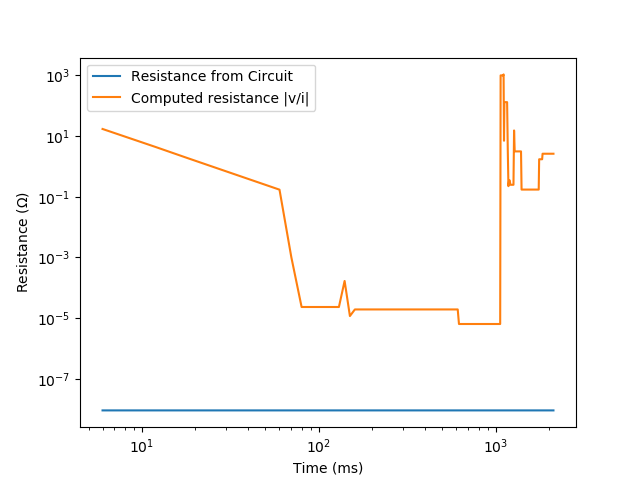 Resistance from Circuit
Computed resistance |v/i|
10³
10¹
10⁻¹
10⁻³
10⁻⁵
10⁻⁷
Resistance (Ω)
10¹ 10² 10³
Time (ms)